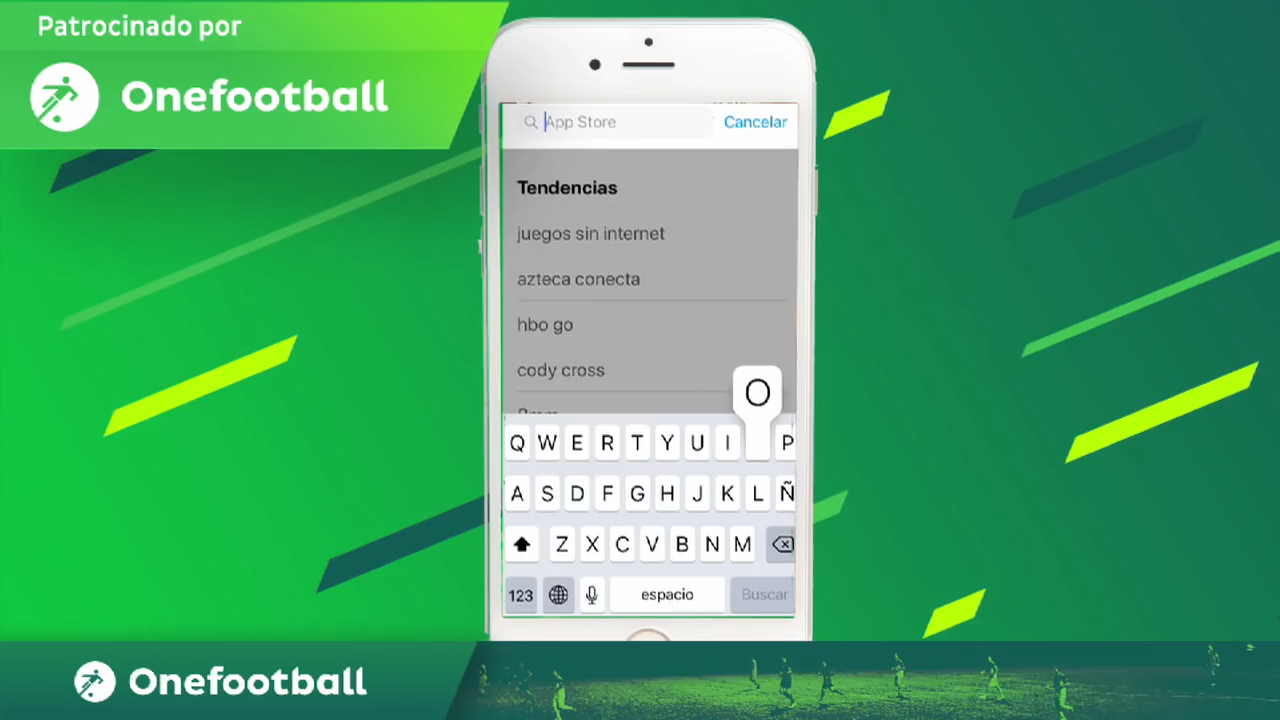 Patrocinado por
Onefootball
App Store
Cancelar
Tendencias
juegos sin internet
azteca conecta
hbo go
cody cross
O
Q W E R T Y U I P
A S D F G H J K L Ñ
Z X C V B N M
123
espacio
Buscar
Onefootball